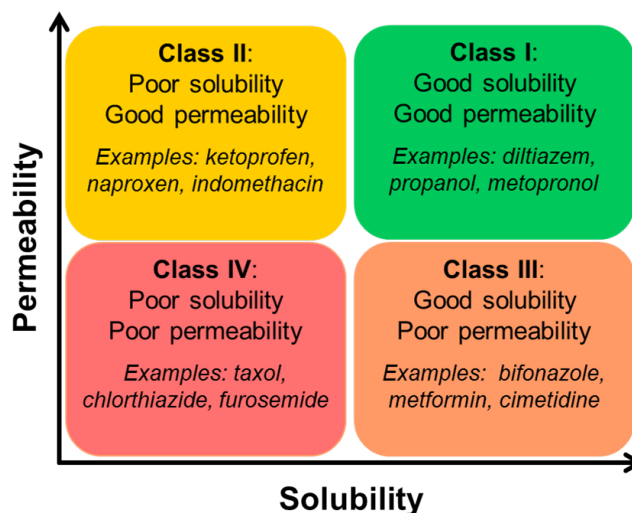 Permeability
Class II:
Poor solubility
Good permeability
Examples: ketoprofen,
naproxen, indomethacin
Class I:
Good solubility
Good permeability
Examples: diltiazem,
propanol, metopronol
Class IV:
Poor solubility
Poor permeability
Examples: taxol,
chlorthiazide, furosemide
Class III:
Good solubility
Poor permeability
Examples: bifonazole,
metformin, cimetidine
Solubility